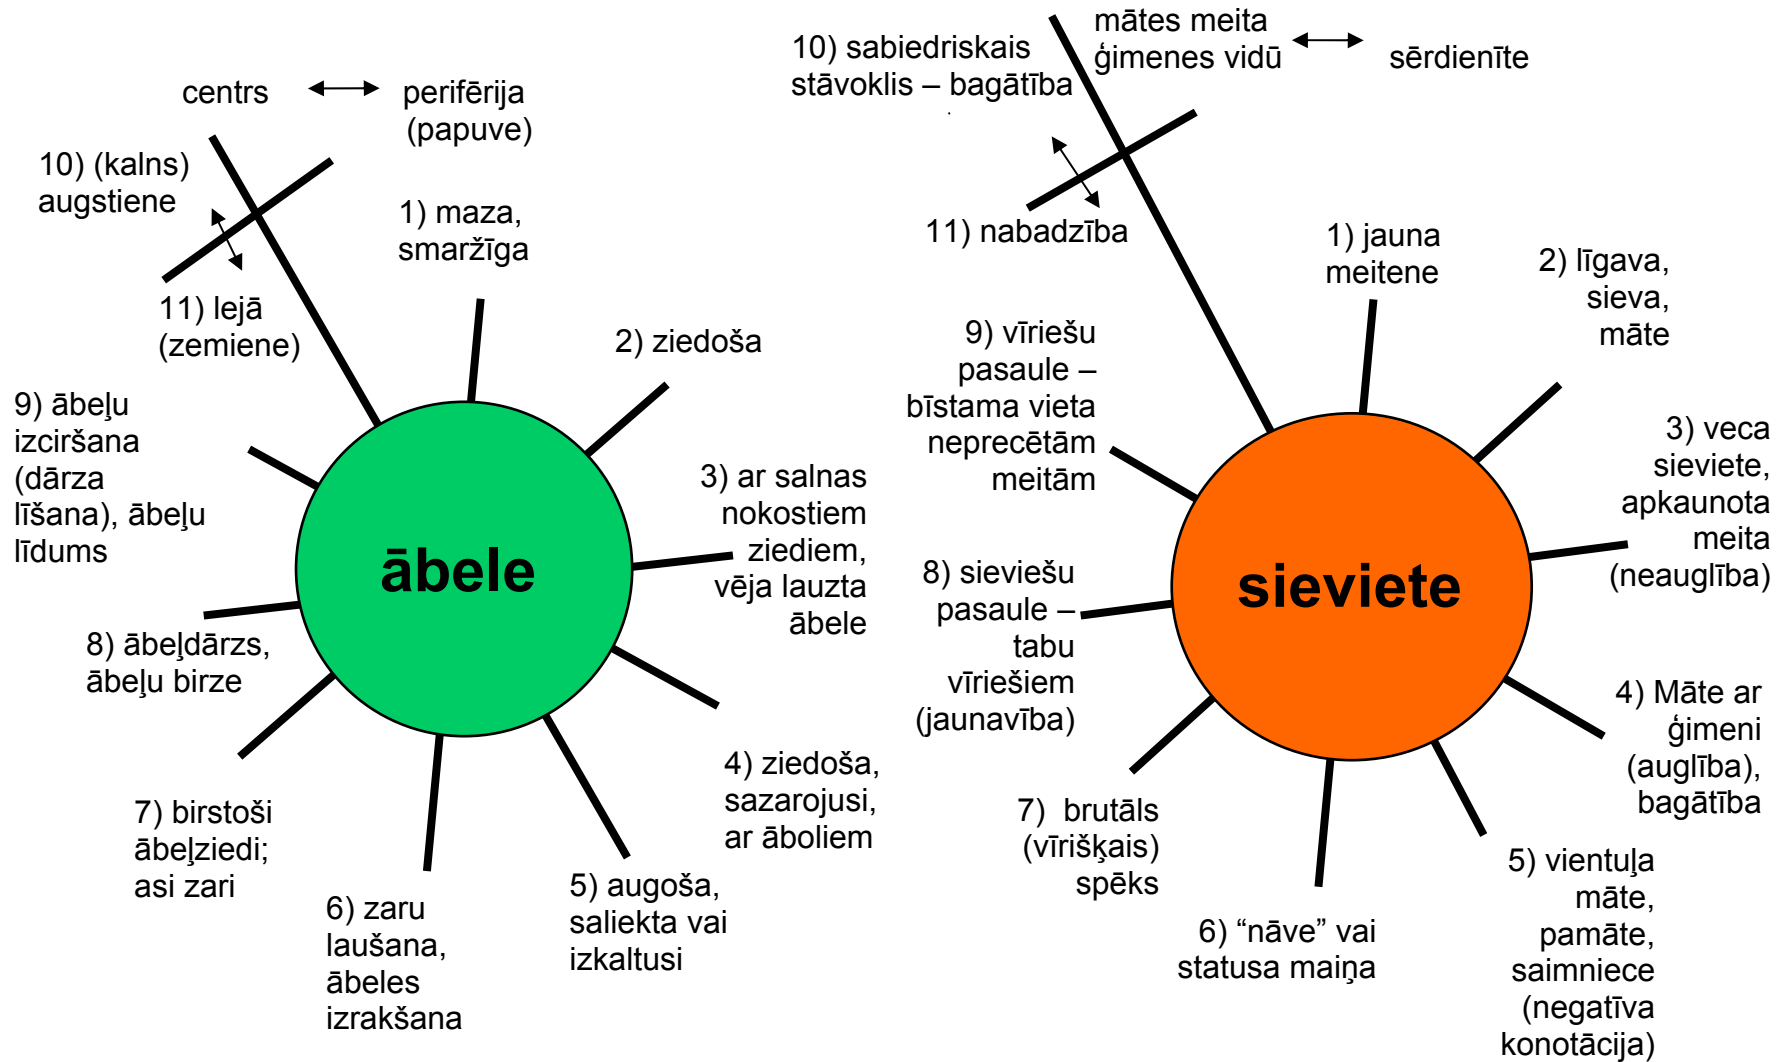 centrs
perifērija
(papuve)
10) (kalns)
augstiene
11) lejā
(zemiene)
1) maza,
smaržīga
2) ziedoša
3) ar salnas
nokostiem
ziediem,
vēja lauzta
ābele
4) ziedoša,
sazarojusi,
ar āboliem
5) augoša,
saliekta vai
izkaltusi
6) zaru
laušana,
ābeles
izrakšana
7) birstoši
ābeļziedi;
asi zari
8) ābeļdārzs,
ābeļu birze
9) ābeļu
izciršana
(dārza
līšana), ābeļu
līdums
ābele
mātes meita
ģimenes vidū
sērdienīte
10) sabiedriskais
stāvoklis – bagātība
11) nabadzība
1) jauna
meitene
2) līgava,
sieva,
māte
3) veca
sieviete,
apkaunota
meita
(neauglība)
4) Māte ar
ģimeni
(auglība),
bagātība
5) vientuļa
māte,
pamāte,
saimniece
(negatīva
konotācija)
6) “nāve” vai
statusa maiņa
7) brutāls
(vīrišķais)
spēks
8) sieviešu
pasaule –
tabu
vīriešiem
(jaunavība)
9) vīriešu
pasaule –
bīstama vieta
neprecētām
meitām
sieviete